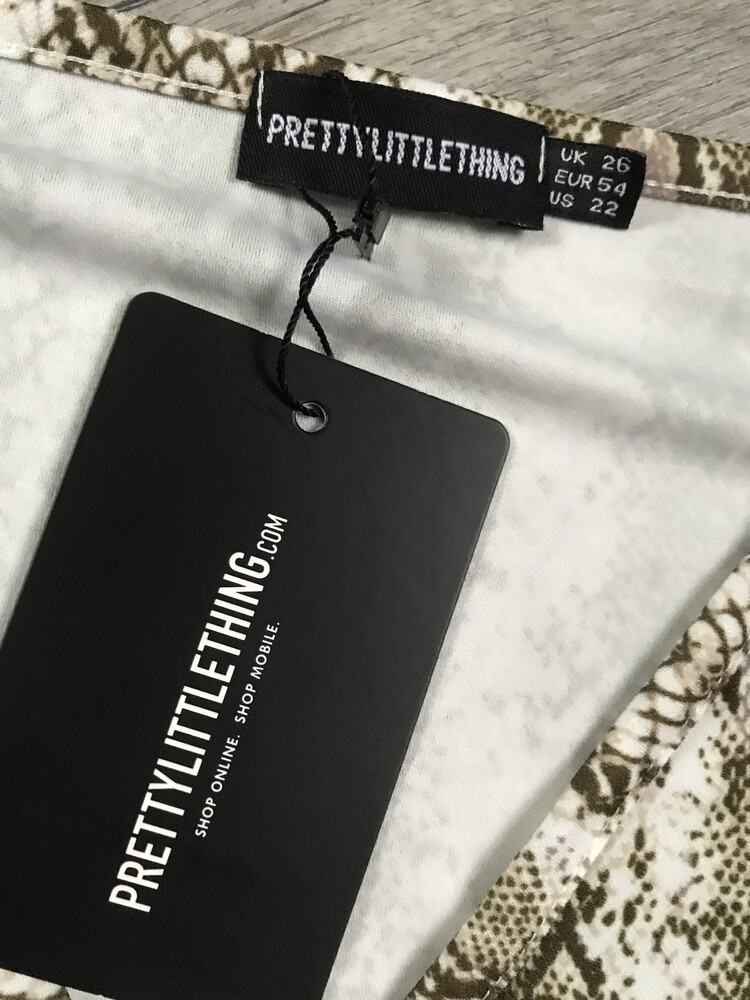 PRETTYLITTLETHING
UK 26
EUR 54
US 22
PRETTYLITTLETHING.COM
SHOP ONLINE. SHOP MOBILE.